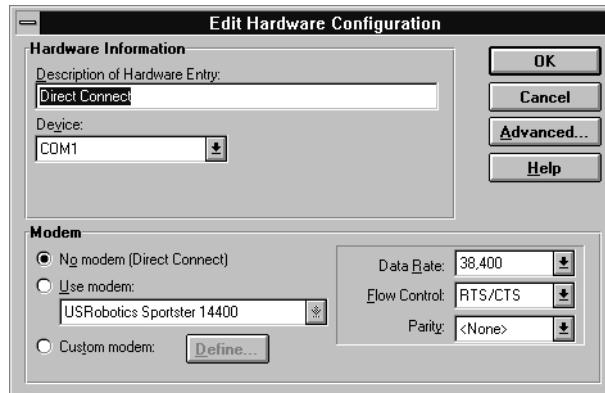 Edit Hardware Configuration
Hardware Information
Description of Hardware Entry:
Direct Connect
Device:
COM1
OK
Cancel
Advanced...
Help
Modem
No modem (Direct Connect)
Use modem:
USRobotics Sportster 14400
Custom modem:
Define...
Data Rate: 38,400
Flow Control: RTS/CTS
Parity: <None>